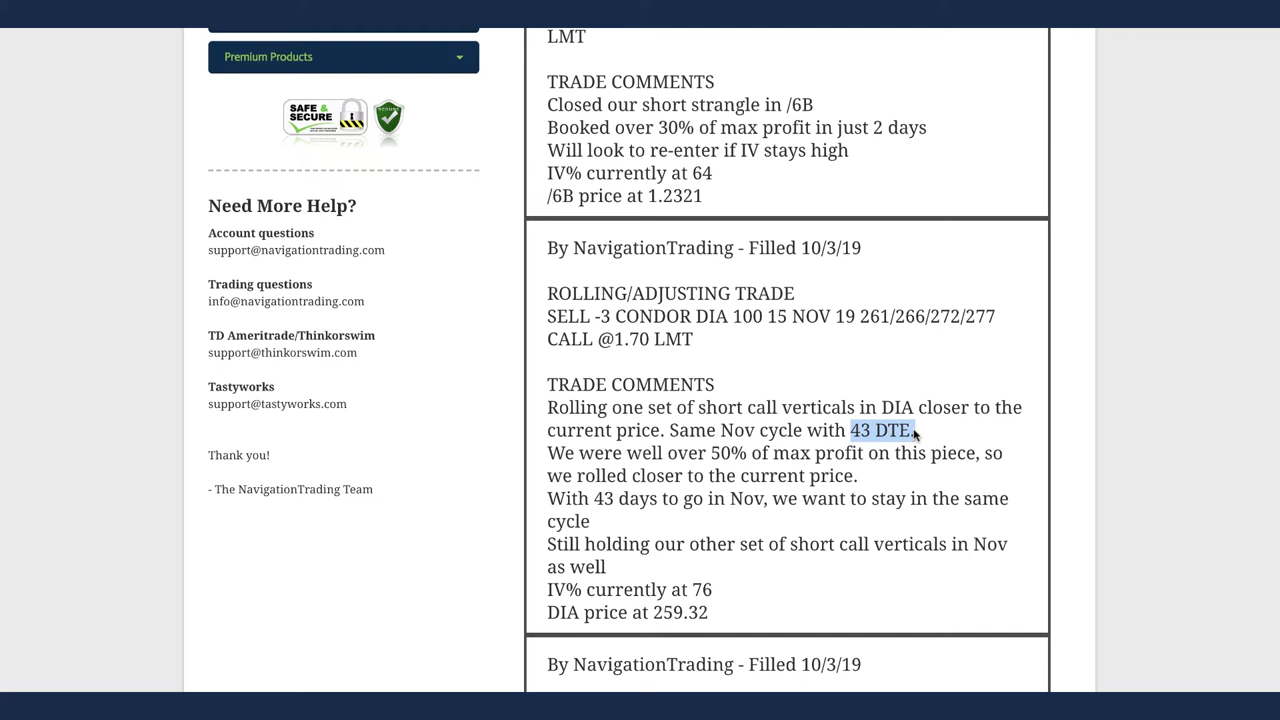 Premium Products
SAFE &
SECURE
Need More Help?
Account questions
support@navigationtrading.com
Trading questions
info@navigationtrading.com
TD Ameritrade/Thinkorswim
support@thinkorswim.com
Tastyworks
support@tastyworks.com
Thank you!
- The NavigationTrading Team
LMT
TRADE COMMENTS
Closed our short strangle in /6B
Booked over 30% of max profit in just 2 days
Will look to re-enter if IV stays high
IV% currently at 64
/6B price at 1.2321
By NavigationTrading - Filled 10/3/19
ROLLING/ADJUSTING TRADE
SELL -3 CONDOR DIA 100 15 NOV 19 261/266/272/277
CALL @1.70 LMT
TRADE COMMENTS
Rolling one set of short call verticals in DIA closer to the
current price. Same Nov cycle with 43 DTE.
We were well over 50% of max profit on this piece, so
we rolled closer to the current price.
With 43 days to go in Nov, we want to stay in the same
cycle
Still holding our other set of short call verticals in Nov
as well
IV% currently at 76
DIA price at 259.32
By NavigationTrading - Filled 10/3/19